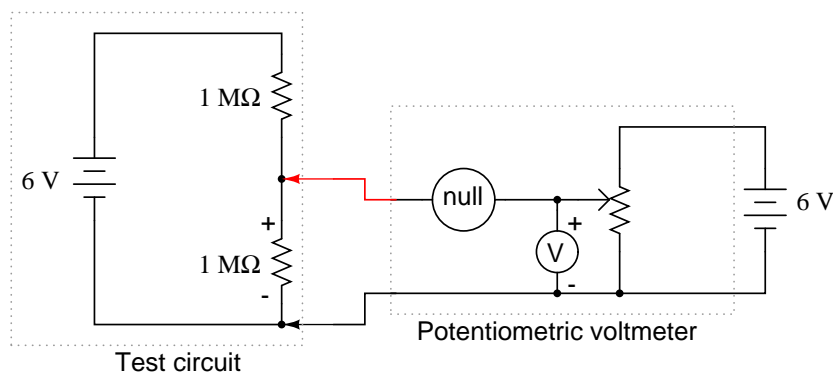 1 MΩ
6 V
+
1 MΩ
-
Test circuit
null
+
V
-
6 V
Potentiometric voltmeter